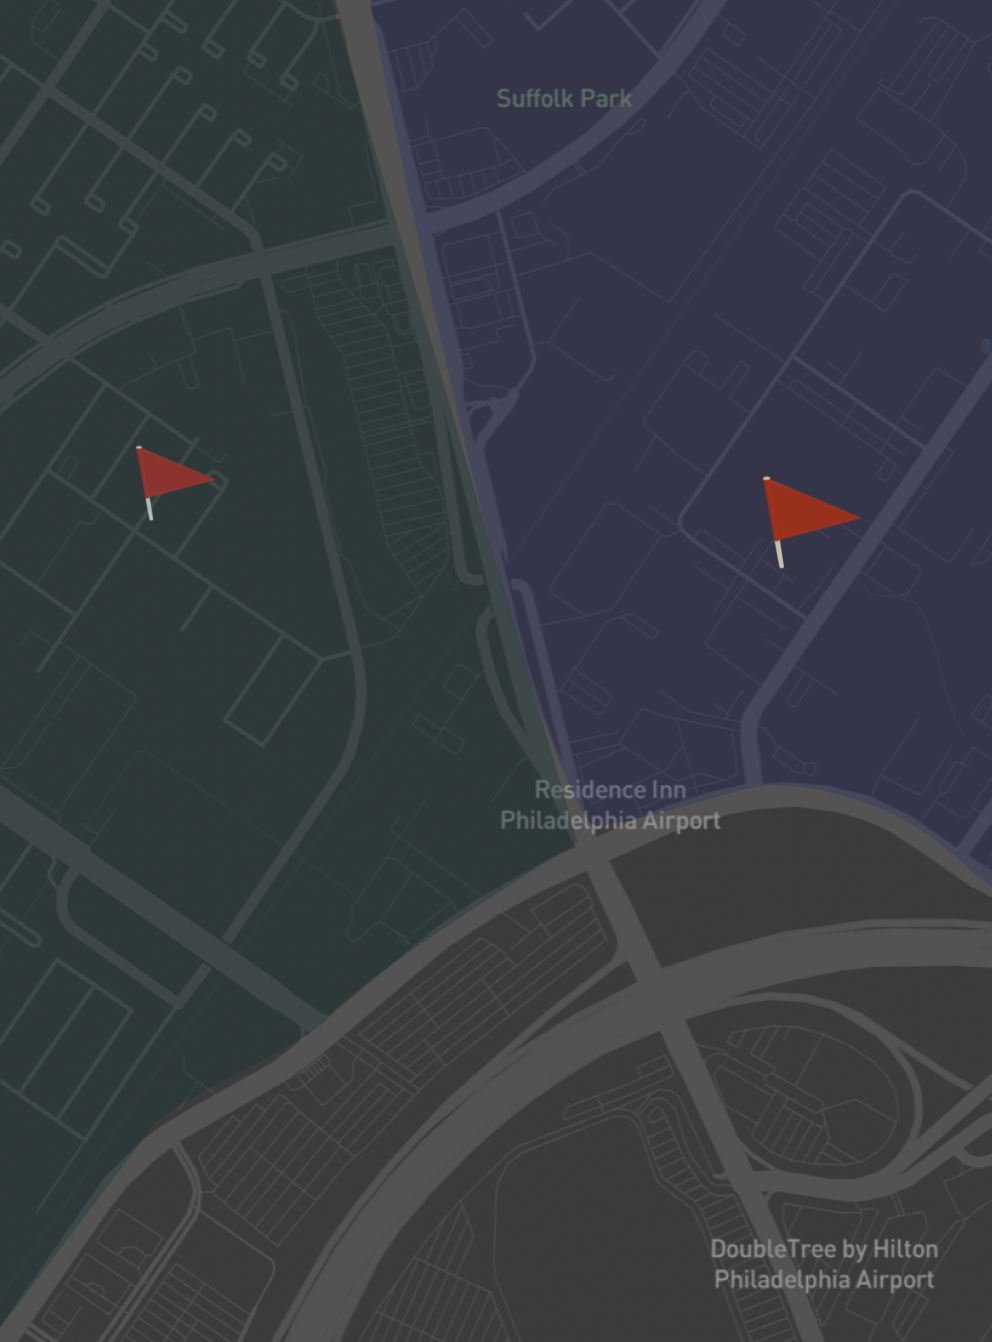 Suffolk Park
Residence Inn
Philadelphia Airport
DoubleTree by Hilton
Philadelphia Airport